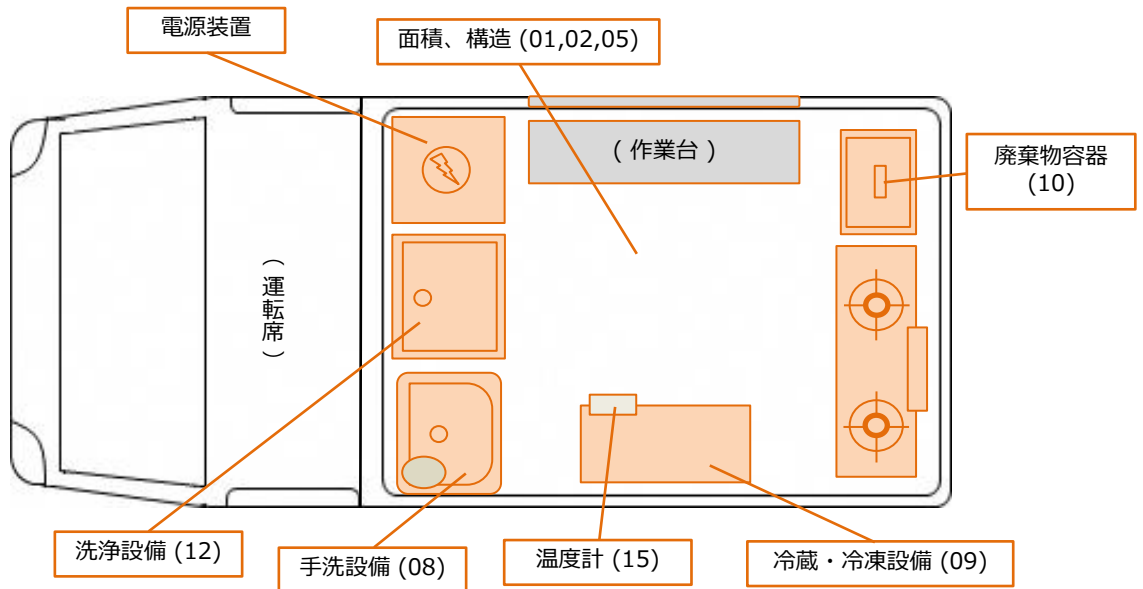 電源装置
面積、構造 (01,02,05)
( 作業台 )
廃棄物容器
(10)
(運転席)
洗浄設備 (12)
手洗設備 (08)
温度計 (15)
冷蔵・冷凍設備 (09)